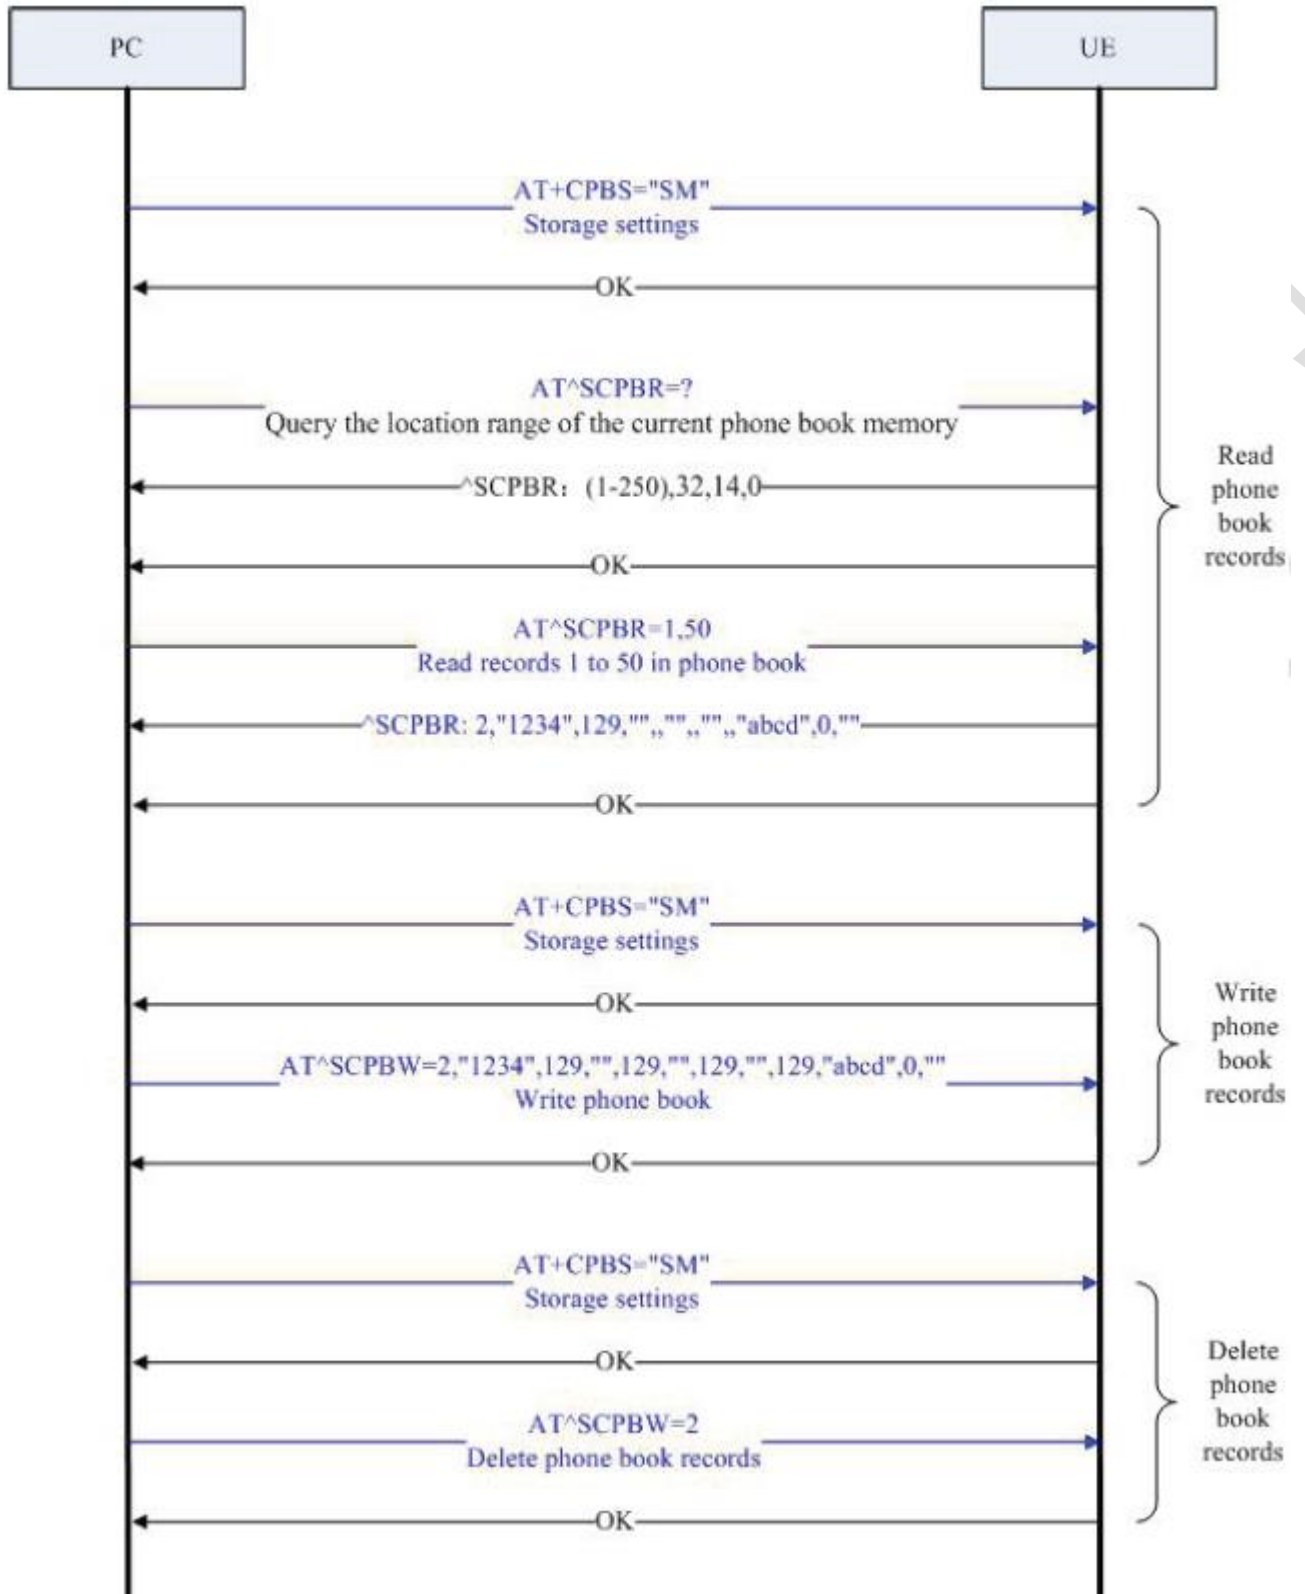 PC
UE
AT+CPBS="SM"
Storage settings
OK
AT^SCPBR=?
Query the location range of the current phone book memory
^SCPBR: (1-250),32,14,0
OK
AT^SCPBR=1,50
Read records 1 to 50 in phone book
^SCPBR: 2,"1234",129,"",,"",,"",,"abcd",0,""
OK
Read
phone
book
records
AT+CPBS="SM"
Storage settings
OK
AT^SCPBW=2,"1234",129,"",129,"",129,"",129,"abcd",0,""
Write phone book
OK
Write
phone
book
records
AT+CPBS="SM"
Storage settings
OK
AT^SCPBW=2
Delete phone book records
OK
Delete
phone
book
records